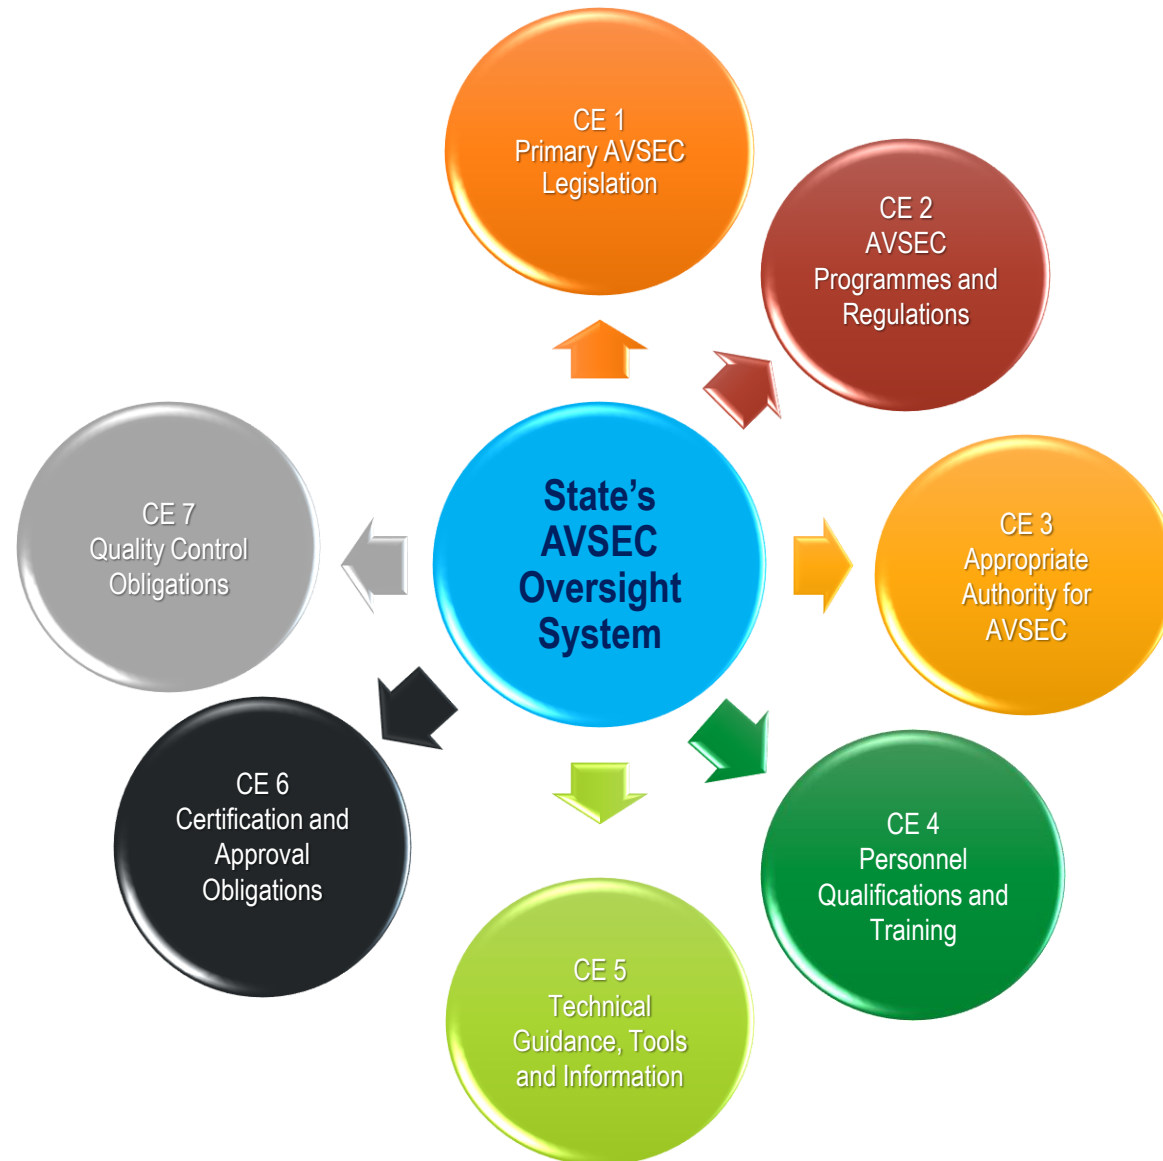 CE 1
Primary AVSEC
Legislation
CE 2
AVSEC
Programmes and
Regulations
CE 3
Appropriate
Authority for
AVSEC
CE 4
Personnel
Qualifications and
Training
CE 5
Technical
Guidance, Tools
and Information
CE 6
Certification and
Approval
Obligations
CE 7
Quality Control
Obligations
State’s
AVSEC
Oversight
System